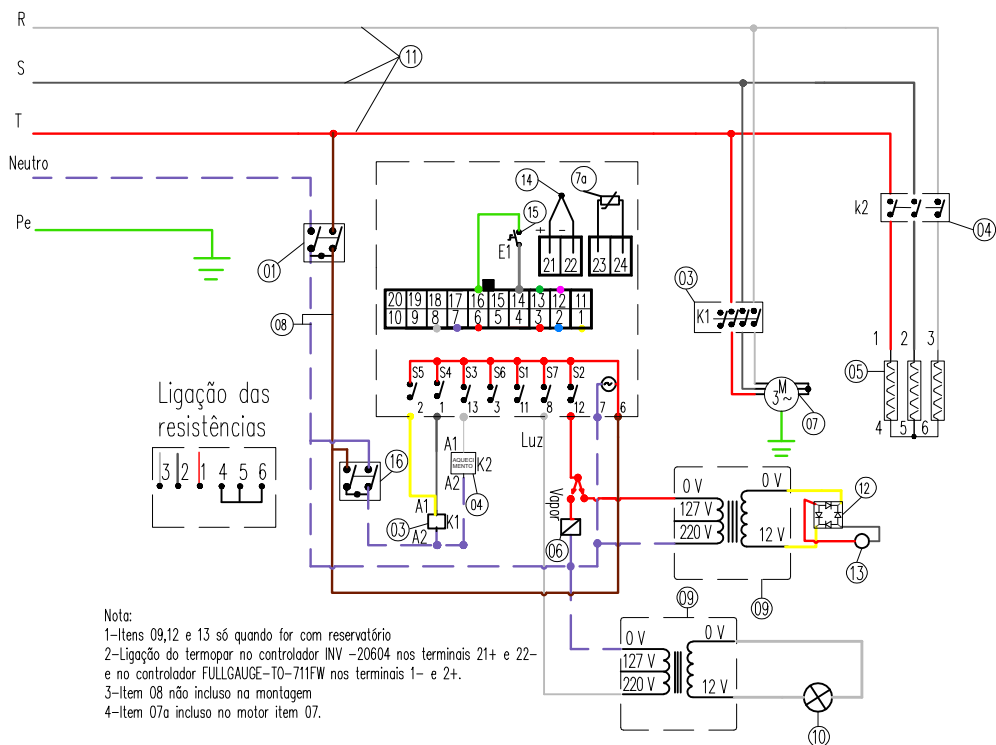 R
11
S
T
Neutro
14
7a
15
E1
+ -
21 22 23 24
k2
04
Pe
01
03
20 19 18 17 16 15 14 13 12 11
10 9 8 7 6 5 4 3 2 1
08
K1
1 2 3
05
S5 S4 S3 S6 S1 S7 S2
2 1 13 3 11 8 12 7 6
M
3~
07
4 5 6
Ligação das
resistências
3 2 1 4 5 6
16
A1
AQUECI
MENTO
K2
A2
04
Luz
Vapor
A1
03
K1
A2
06
0 V
127 V
220 V
0 V
12 V
12
13
09
09
0 V
127 V
220 V
0 V
12 V
10
Nota:
1-Itens 09,12 e 13 só quando for com reservatório
2-Ligação do termopar no controlador INV -20604 nos terminais 21+ e 22-
e no controlador FULLGAUGE-TO-711FW nos terminais 1- e 2+.
3-Item 08 não incluso na montagem
4-Item 07a incluso no motor item 07.